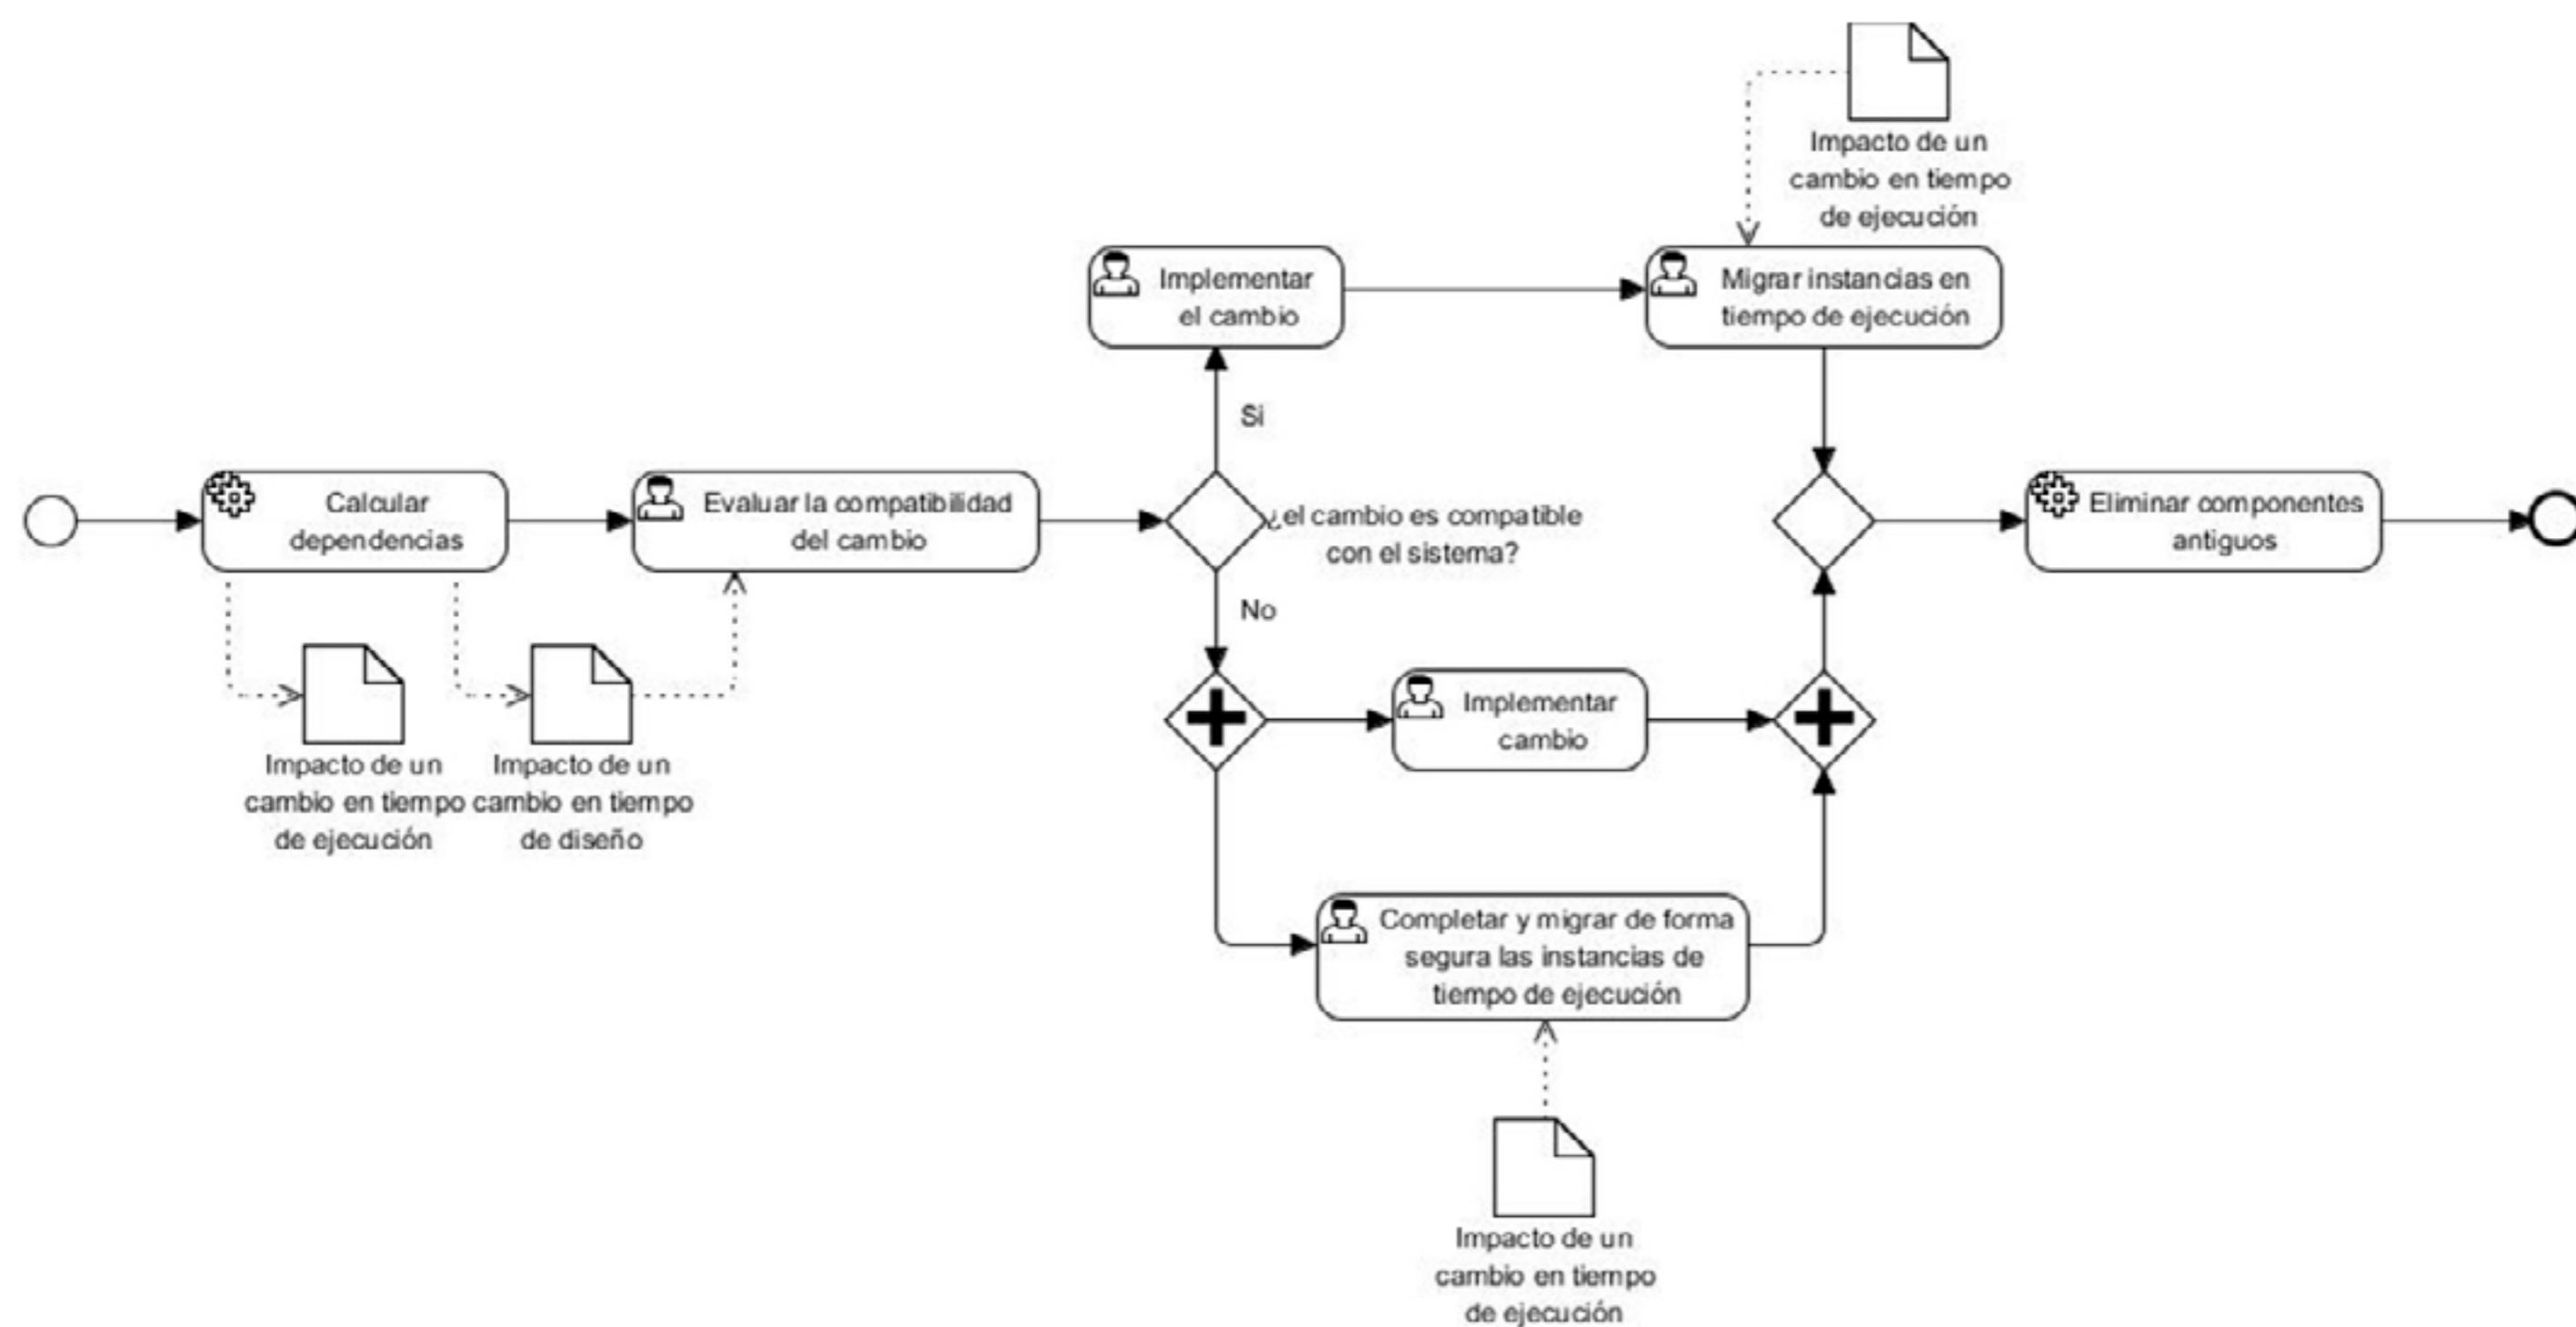 Impacto de un
cambio en tiempo
de ejecución
Implementar
el cambio
Migrar instancias en
tiempo de ejecución
Si
Calcular
dependencias
Evaluar la compatibilidad
del cambio
¿el cambio es compatible
con el sistema?
Eliminar componentes
antiguos
No
Implementar
cambio
Impacto de un
cambio en tiempo
de ejecución
Impacto de un
cambio en tiempo
de diseño
Completar y migrar de forma
segura las instancias de
tiempo de ejecución
Impacto de un
cambio en tiempo
de ejecución